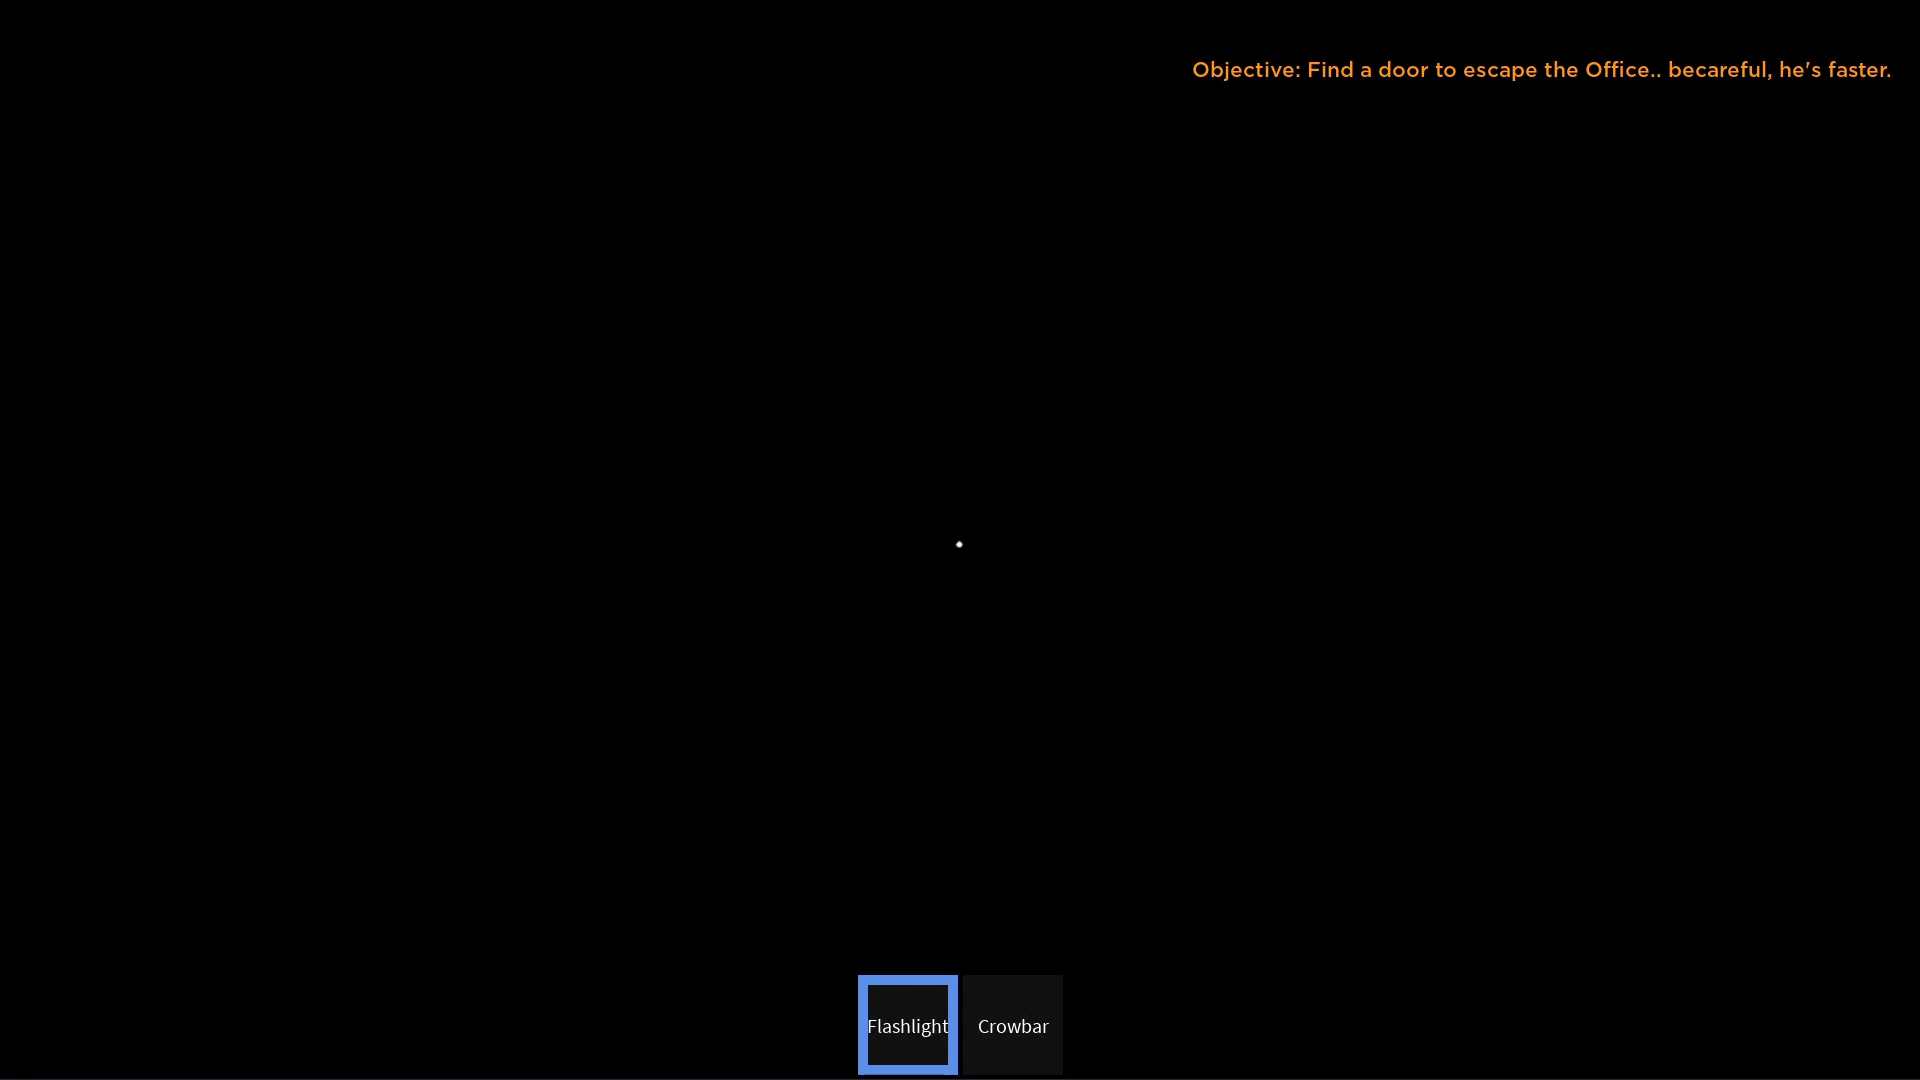 Objective: Find a door to escape the Office.. becareful, he's faster.
Flashlight
Crowbar